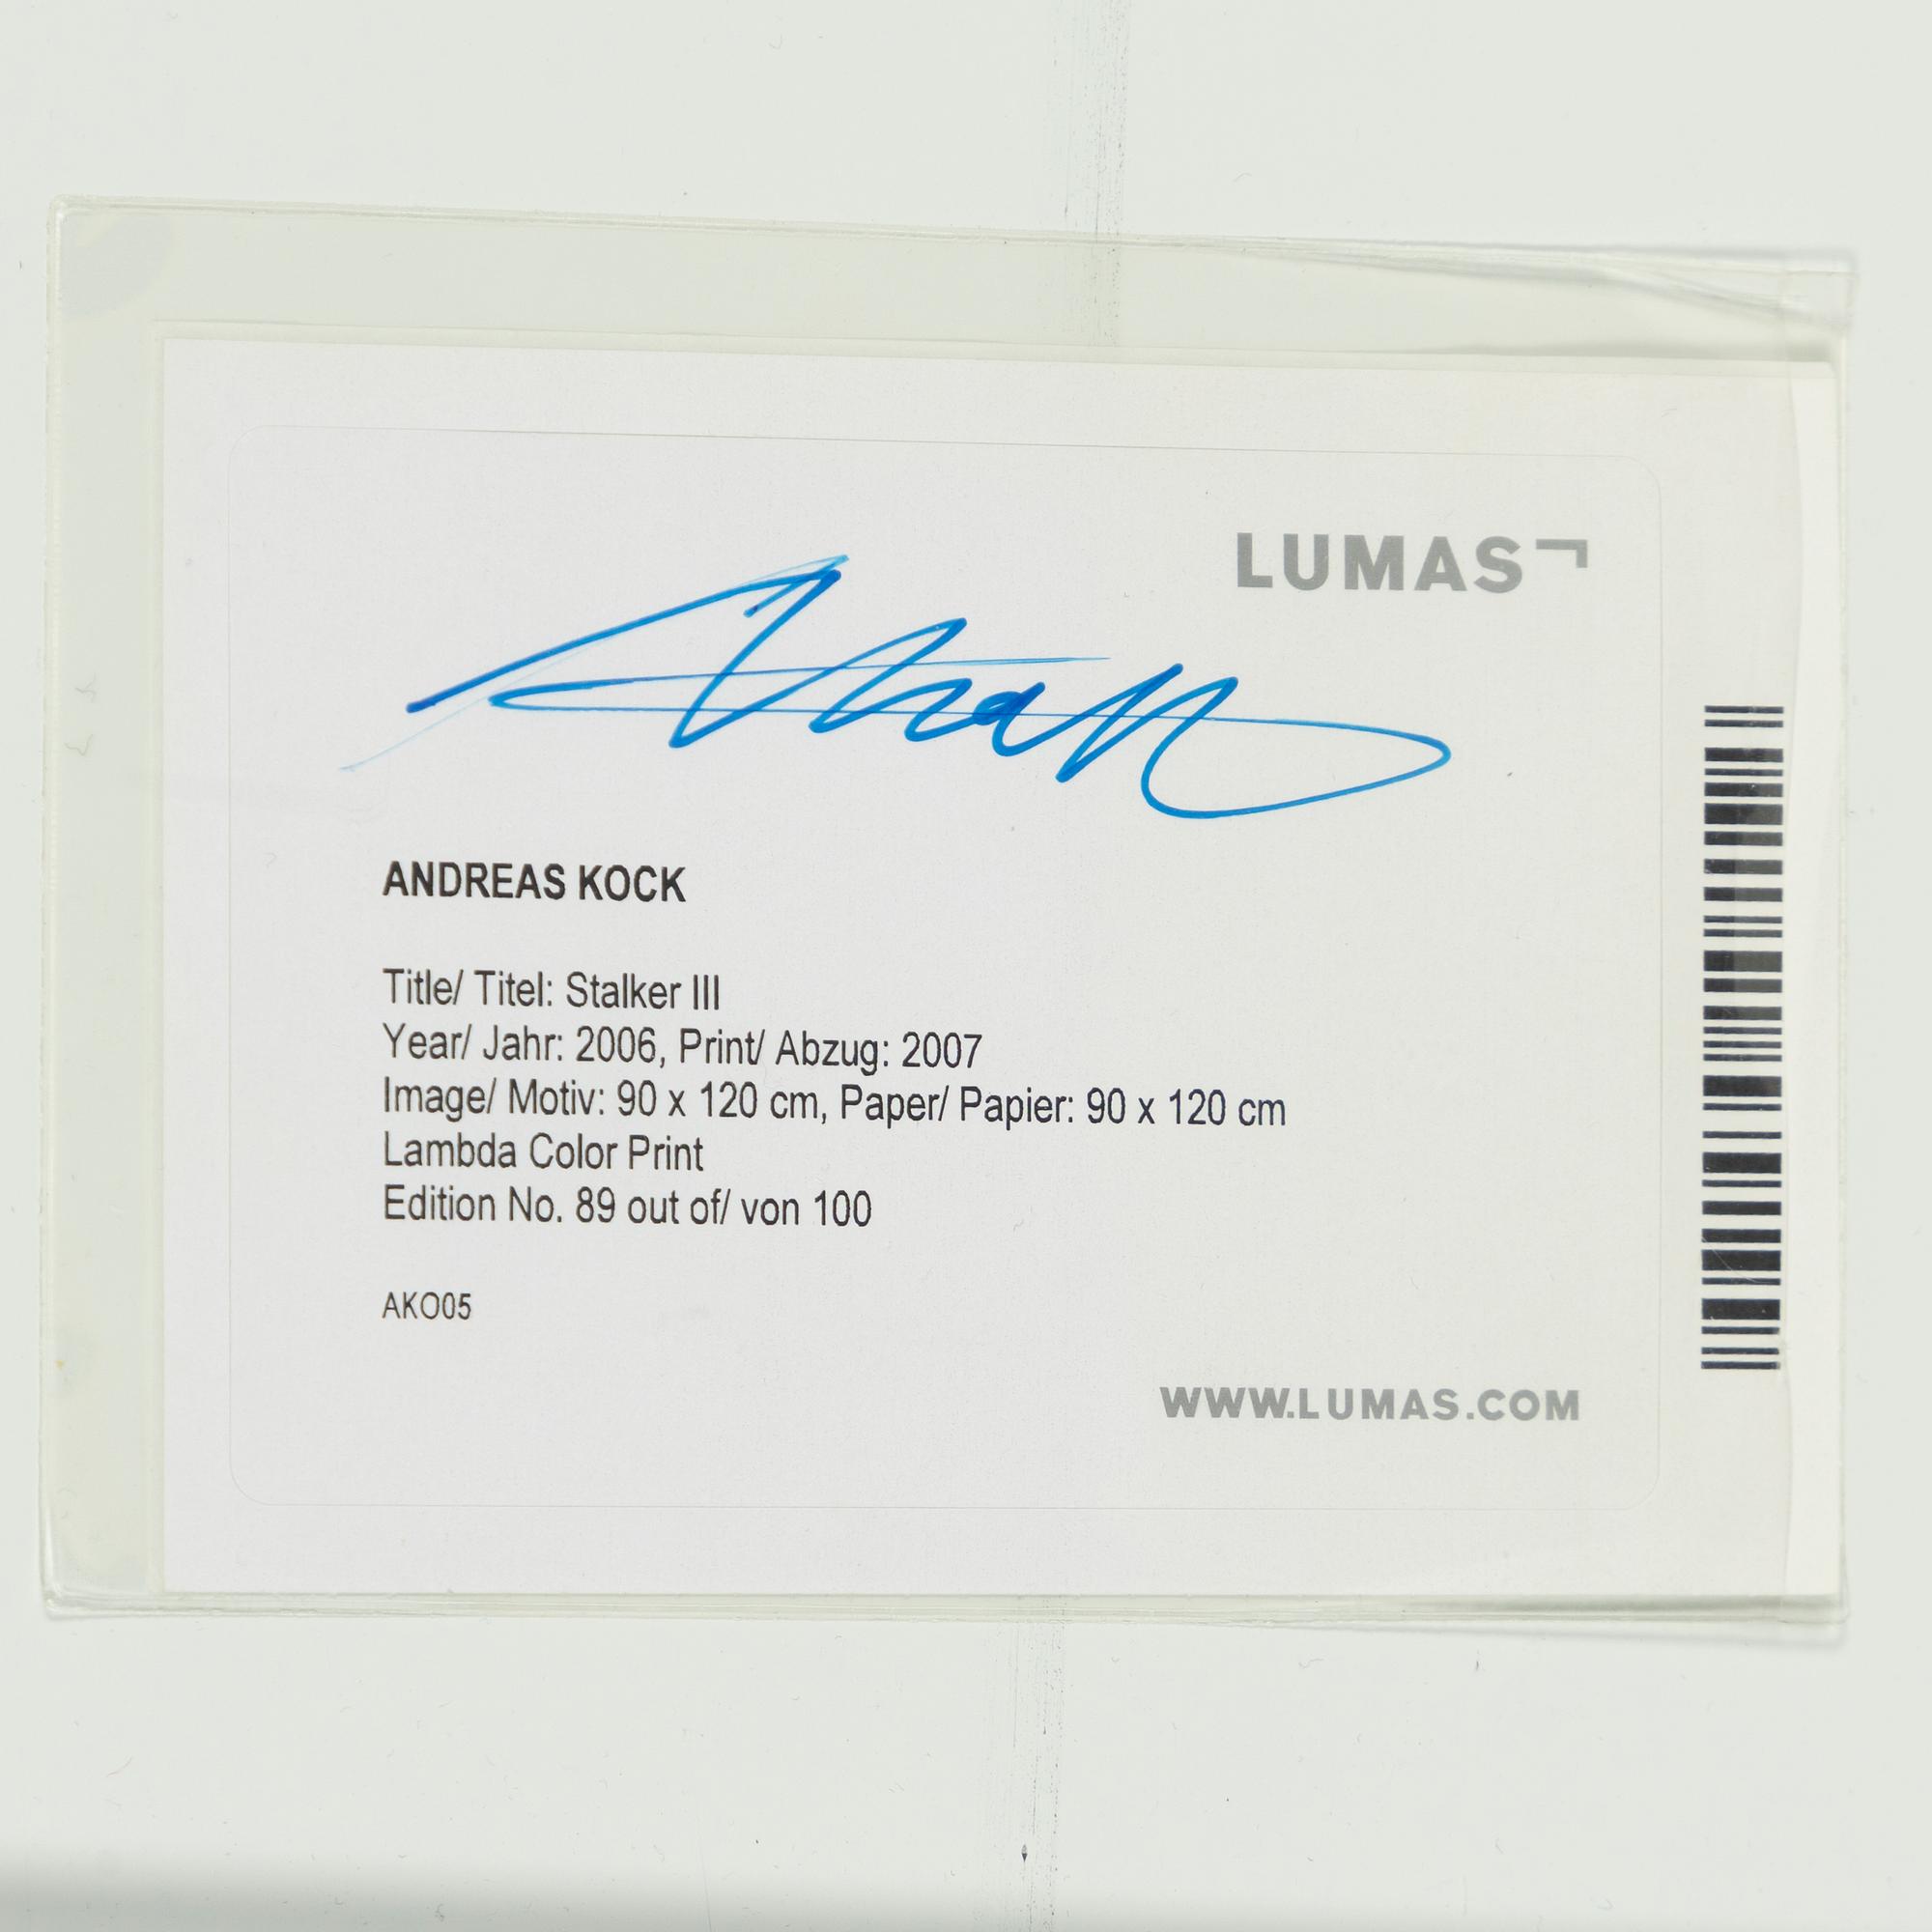 LUMAS
ANDREAS KOCK
Title/ Titel: Stalker III
Year/ Jahr: 2006, Print/ Abzug: 2007
Image/ Motiv: 90 x 120 cm, Paper/ Papier: 90 x 120 cm
Lambda Color Print
Edition No. 89 out of/ von 100
AKO05
WWW.LUMAS.COM